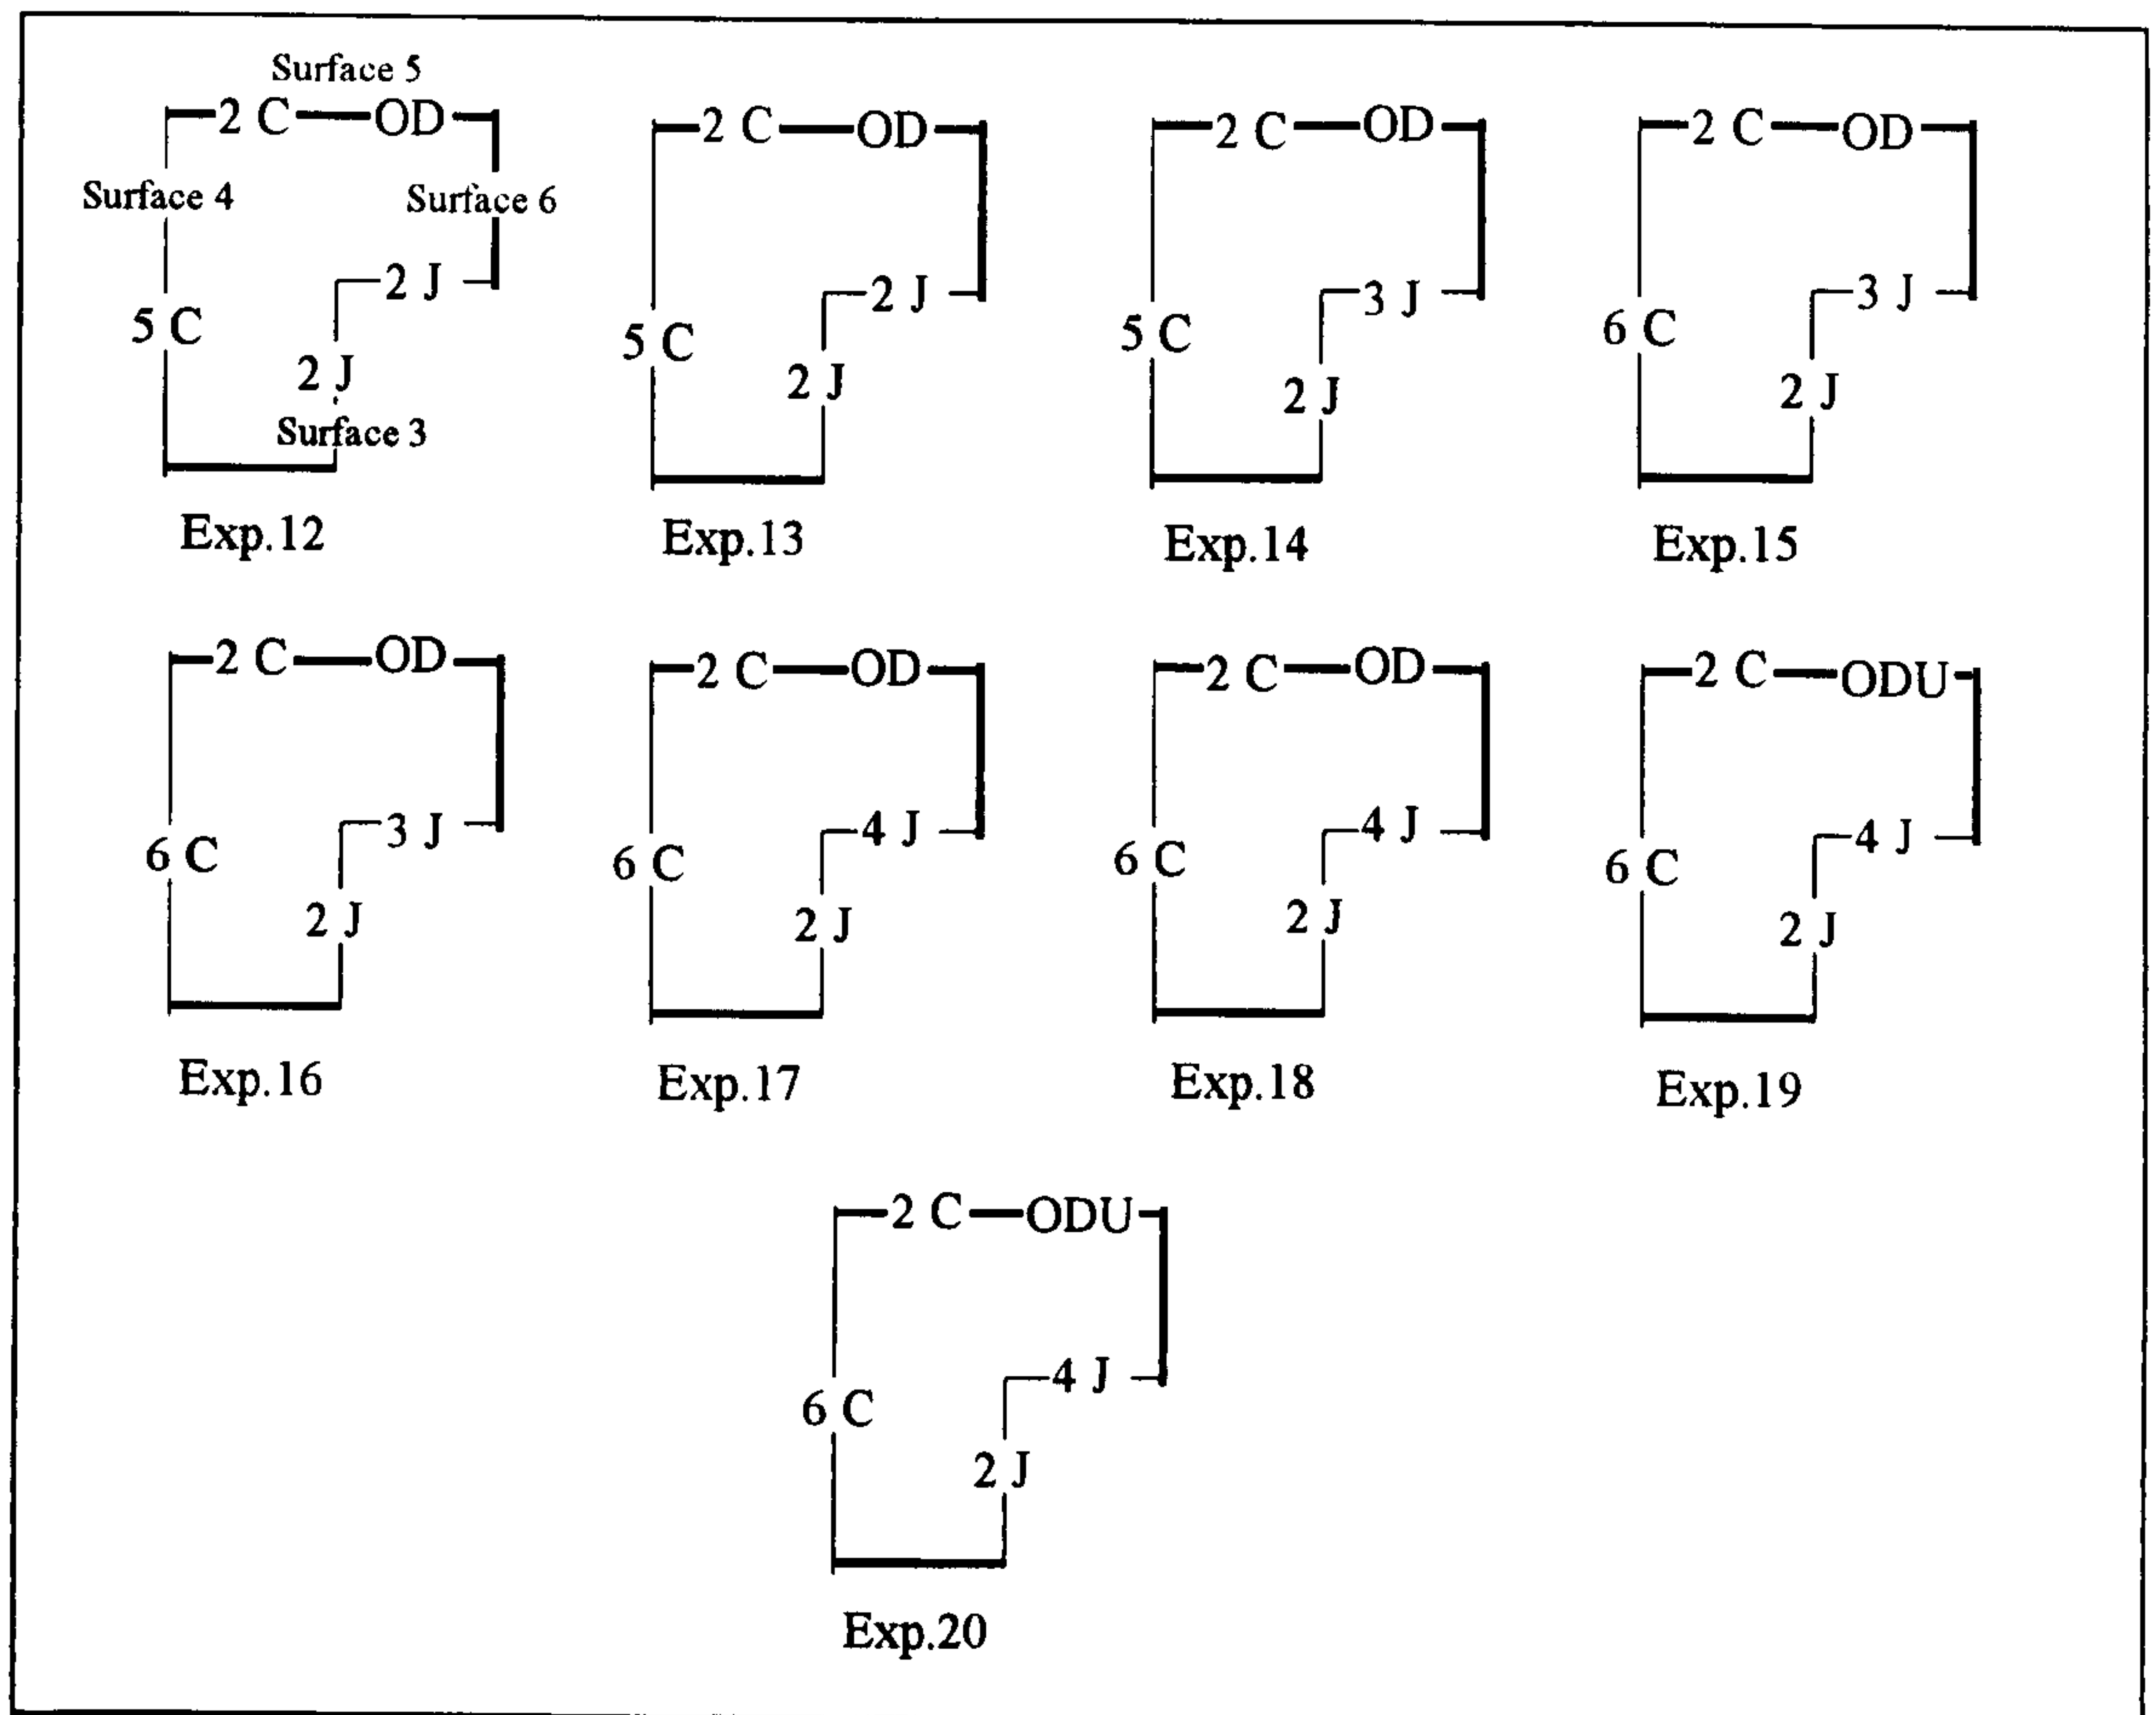 Surface 5
2 C OD
Surface 4 Surface 6
2 J
5 C
2 J
Surface 3
Exp.12
2 C OD
2 J
5 C
2 J
Exp.13
2 C OD
3 J
5 C
2 J
Exp.14
2 C OD
3 J
6 C
2 J
Exp.15
2 C OD
3 J
6 C
2 J
Exp.16
2 C OD
4 J
6 C
2 J
Exp.17
2 C OD
4 J
6 C
2 J
Exp.18
2 C ODU
4 J
6 C
2 J
Exp.19
2 C ODU
4 J
6 C
2 J
Exp.20